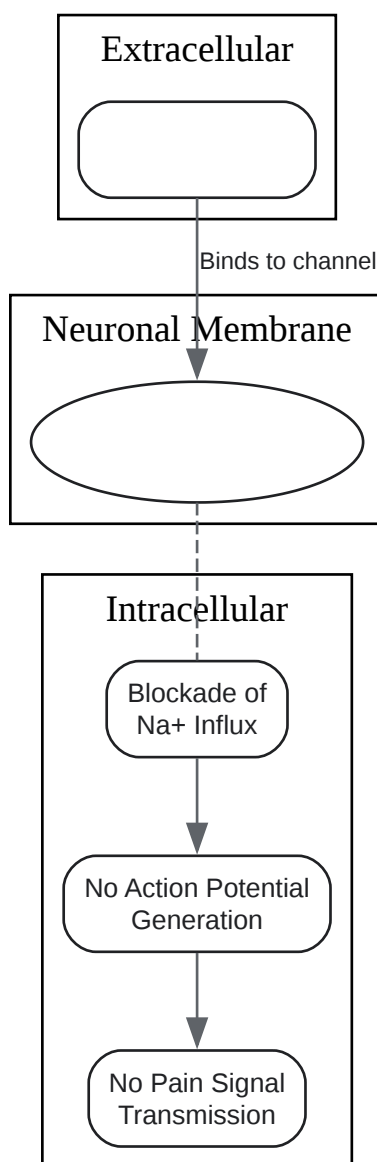 Extracellular
Binds to channel
Neuronal Membrane
Intracellular
Blockade of
Na+ Influx
No Action Potential
Generation
No Pain Signal
Transmission